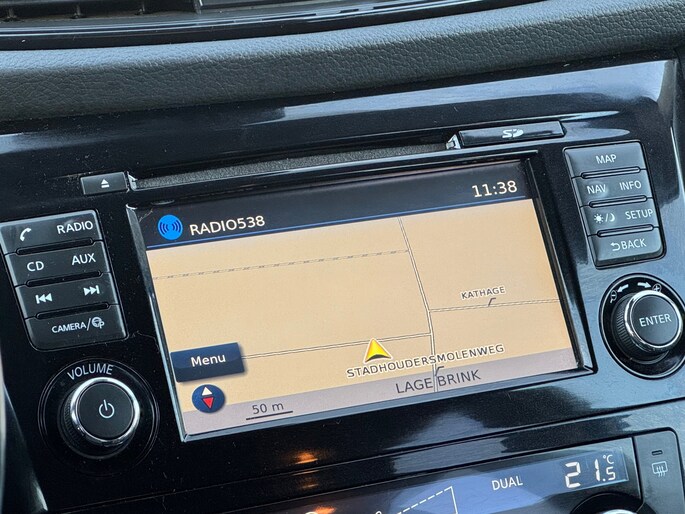 SD
MAP
NAV INFO
SETUP
BACK
ENTER
RADIO
CD AUX
CAMERA/
VOLUME
RADIO538
11:38
KATHAGE
STADHOUDERSMOLENWEG
Menu
LAGE BRINK
50 m
DUAL
21.5 °C